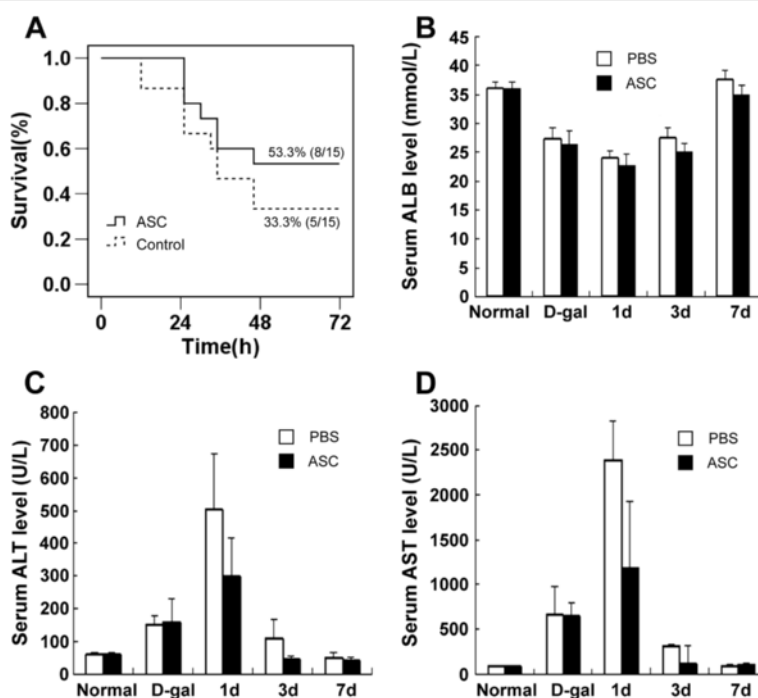 A
Survival(%)
1.0
0.8
0.6
0.4
0.2
0.0
53.3% (8/15)
33.3% (5/15)
ASC
Control
0
24
48
72
Time(h)
B
Serum ALB level (mmol/L)
45
40
35
30
25
20
15
10
5
0
PBS
ASC
Normal
D-gal
1d
3d
7d
C
Serum ALT level (U/L)
800
700
600
500
400
300
200
100
0
PBS
ASC
Normal
D-gal
1d
3d
7d
D
Serum AST level (U/L)
3000
2500
2000
1500
1000
500
0
PBS
ASC
Normal
D-gal
1d
3d
7d